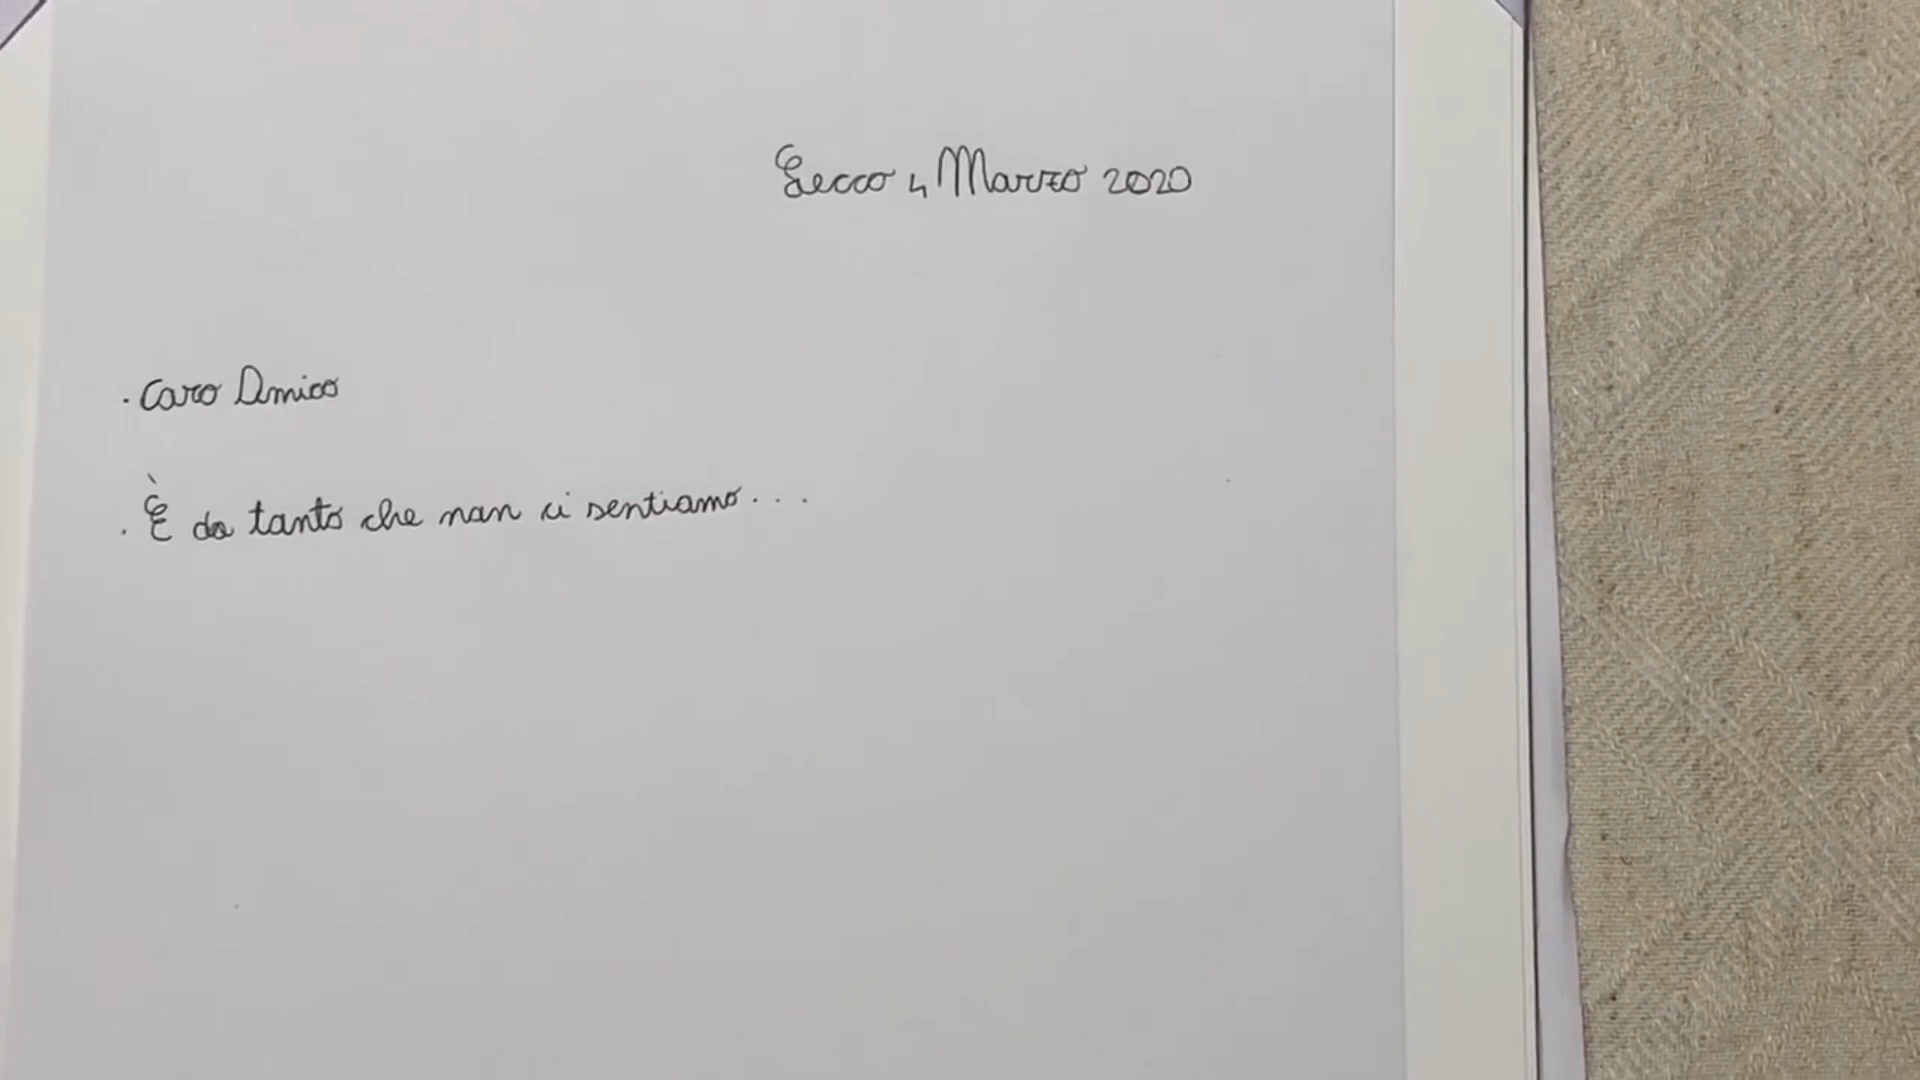 Lecco 4 Marzo 2020
· Caro Amico
· È da tanto che non ci sentiamo...